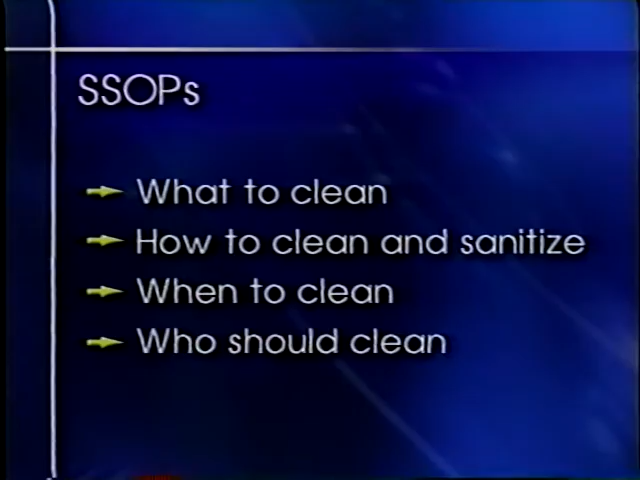 SSOPs
What to clean
How to clean and sanitize
When to clean
Who should clean